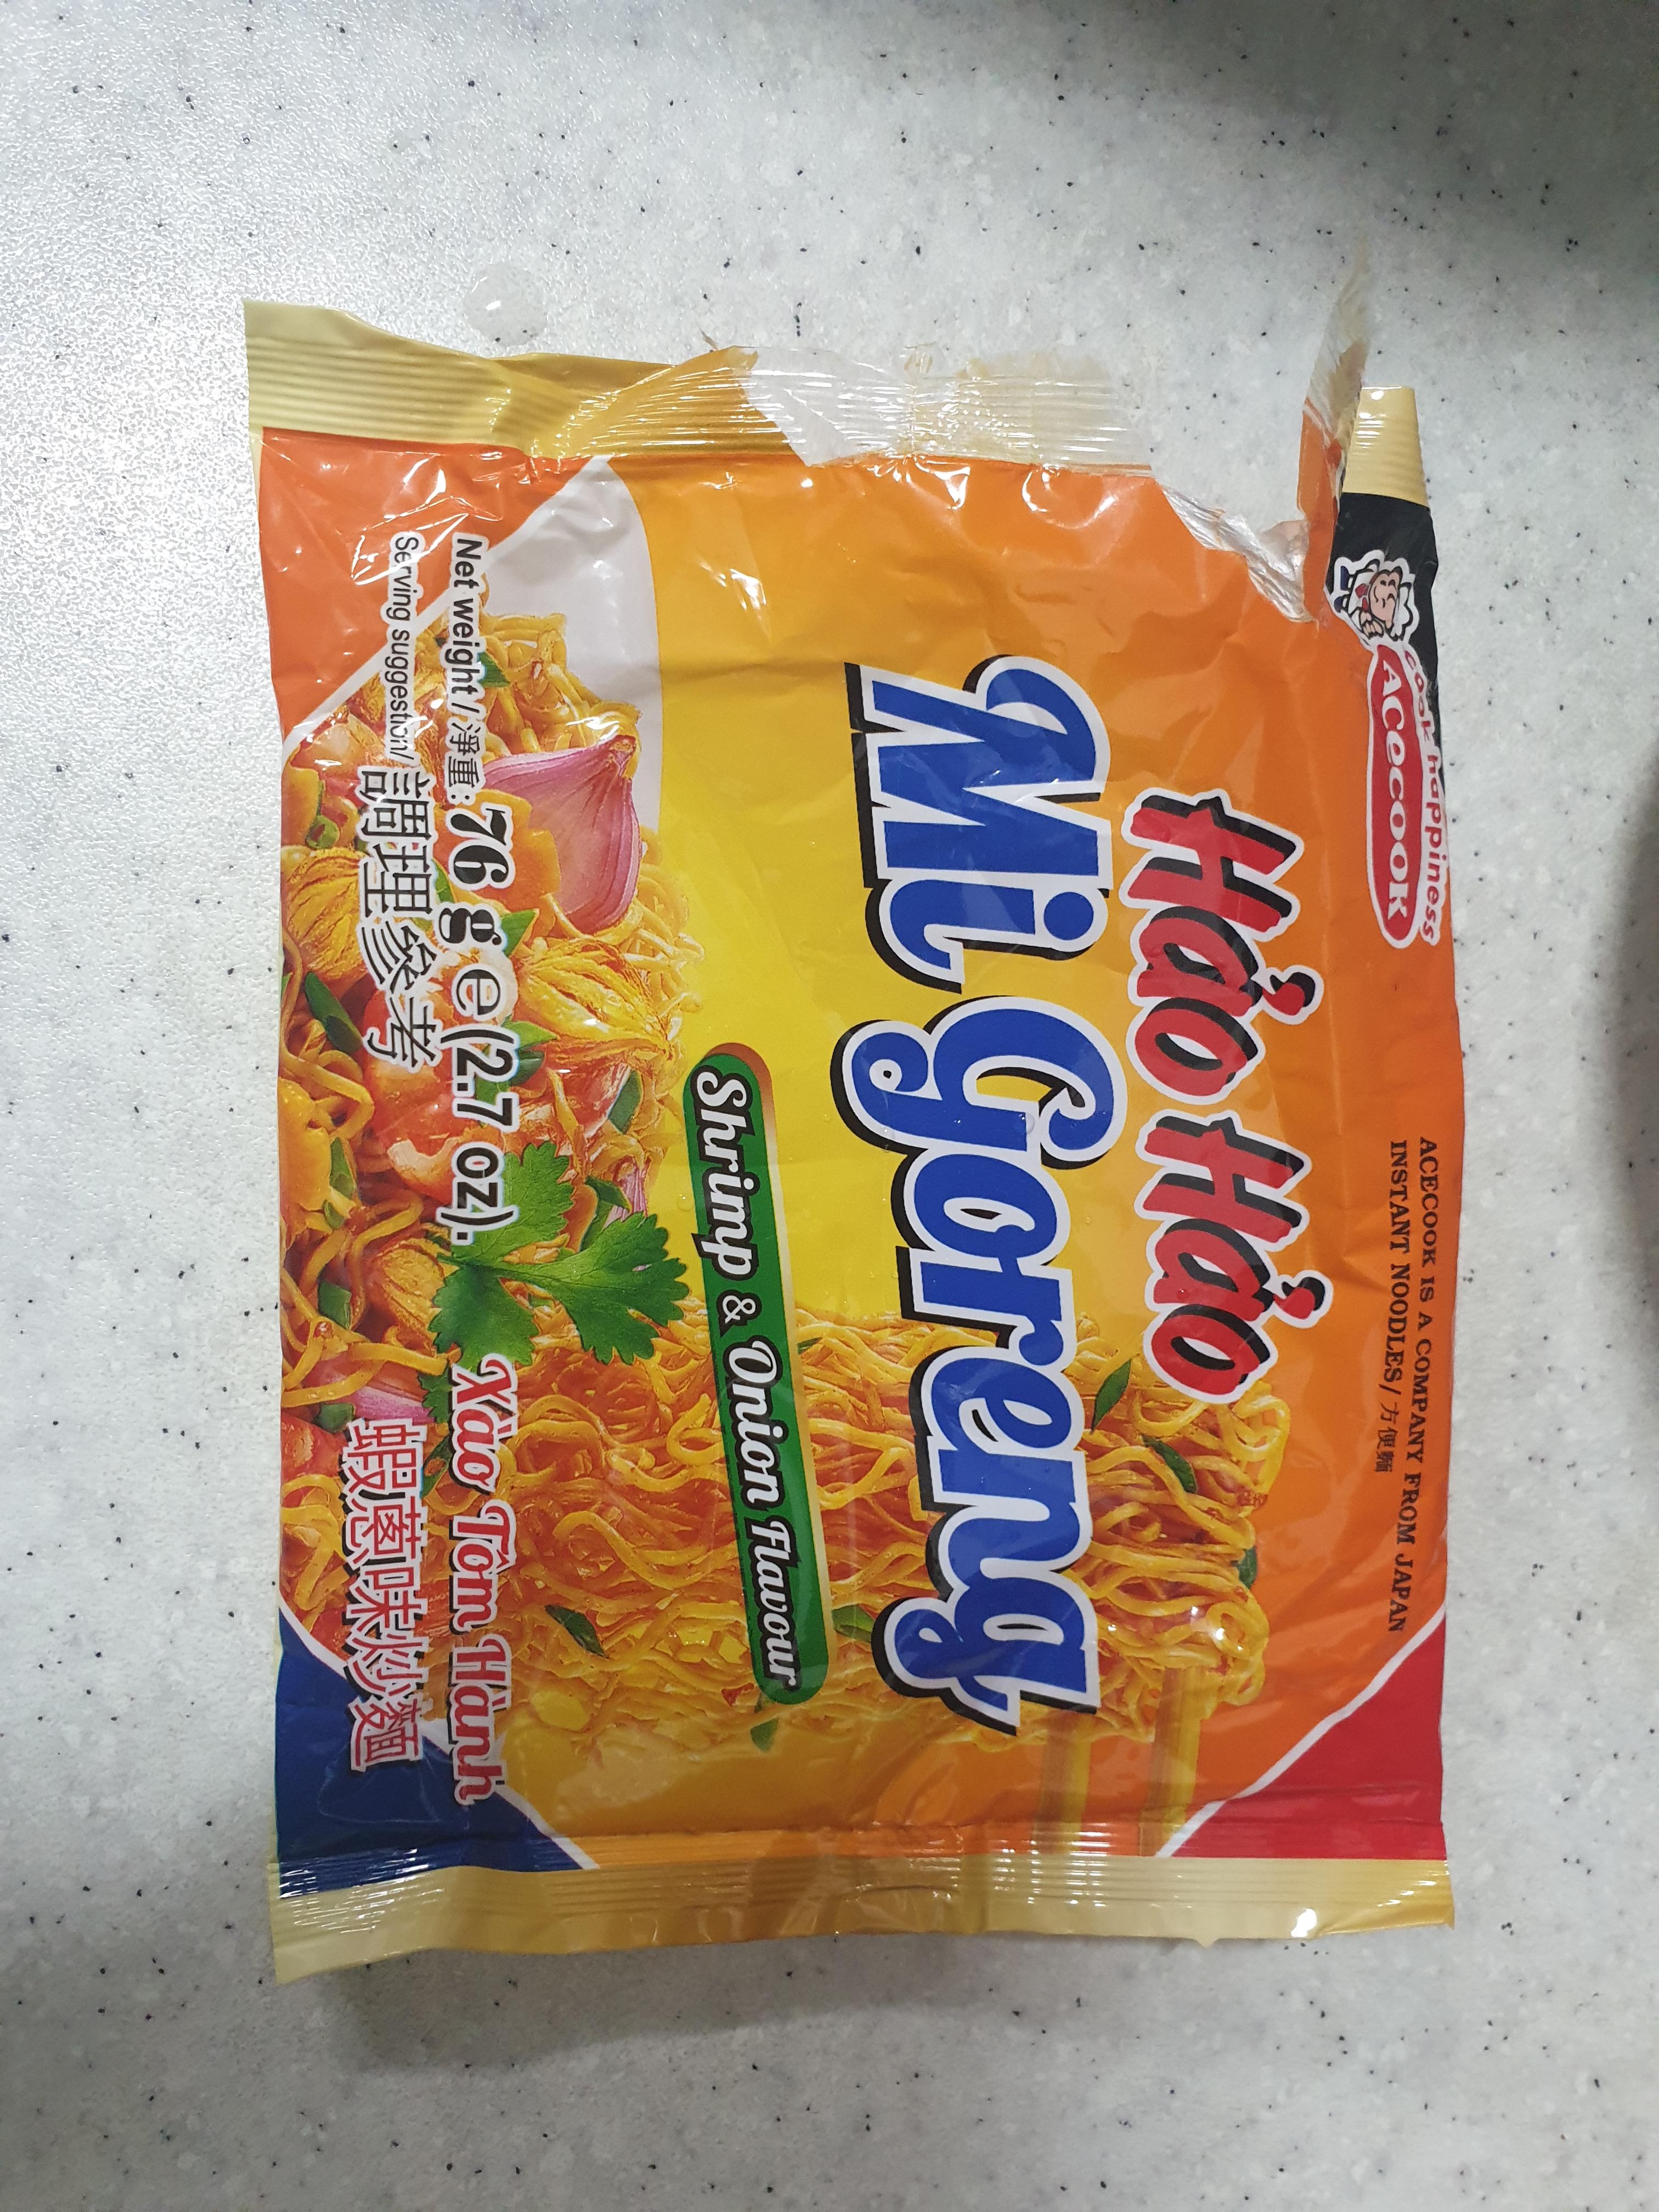 cook happiness
ACECOOK
ACECOOK IS A COMPANY FROM JAPAN
INSTANT NOODLES/ 方便麵
Hảo Hảo
Mi Goreng
Shrimp & Onion Flavour
Net weight / 淨重: 76 g ℮ (2.7 oz).
Serving suggestion/ 調理參考
Xào Tôm Hành
蝦蔥味炒麵